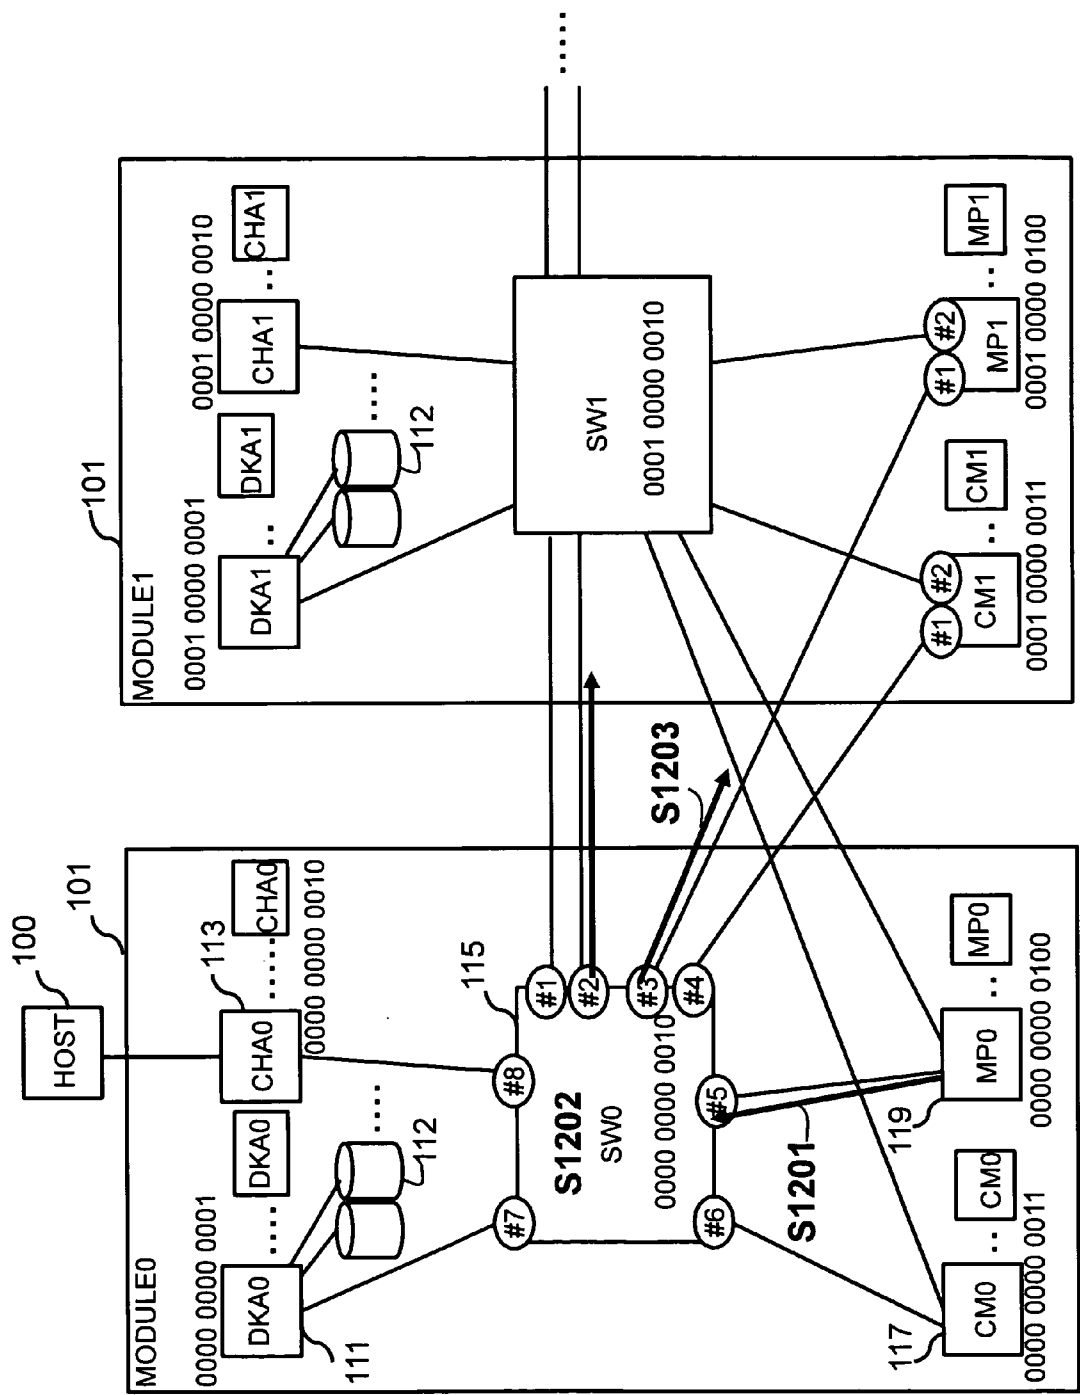 HOST
100
MODULE0
101
0000 0000 0001
DKA0
.....
DKA0
CHA0
113
.....
CHA0
0000 0000 0010
111
112
....
#7
#8
115
#1
#2
#3
#4
#5
#6
S1202
SW0
0000 0000 0010
S1201
S1203
117
CM0
..
CM0
0000 0000 0011
119
MP0
..
MP0
0000 0000 0100
MODULE1
101
0001 0000 0001
DKA1
..
DKA1
0001 0000 0010
CHA1
..
CHA1
112
....
SW1
0001 0000 0010
.....
#1
#2
CM1
..
CM1
0001 0000 0011
#1
#2
MP1
..
MP1
0001 0000 0100